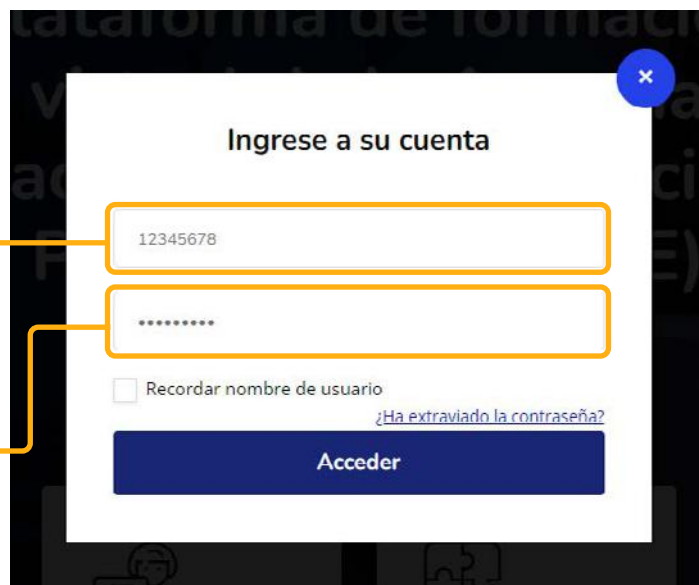 ×
Ingrese a su cuenta
12345678
•••••••••
Recordar nombre de usuario
¿Ha extraviado la contraseña?
Acceder